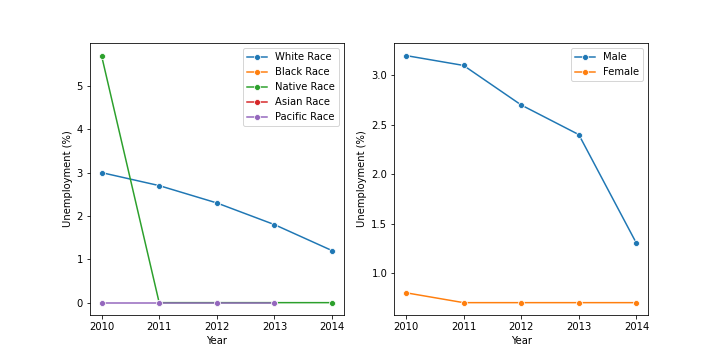 White Race
Black Race
Native Race
Asian Race
Pacific Race
Unemployment (%)
5
4
3
2
1
0
2010 2011 2012 2013 2014
Year
Male
Female
Unemployment (%)
3.0
2.5
2.0
1.5
1.0
2010 2011 2012 2013 2014
Year